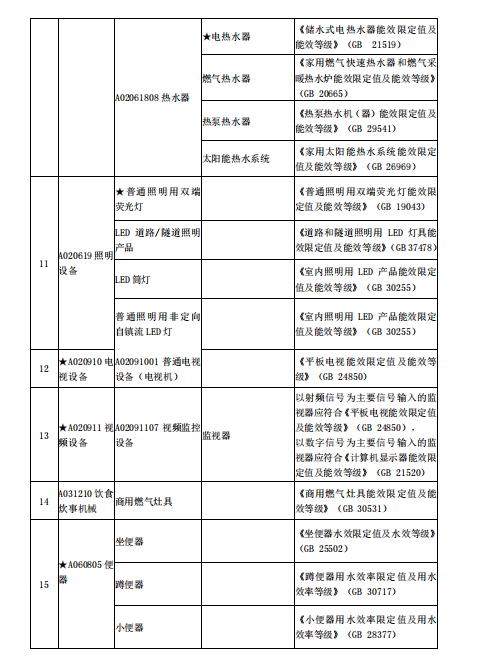 A02061808 热水器
★电热水器
《储水式电热水器能效限定值及
能效等级》（GB 21519）
燃气热水器
《家用燃气快速热水器和燃气采
暖热水炉能效限定值及能效等级》
（GB 20665）
热泵热水器
《热泵热水机（器）能效限定值及
能效等级》（GB 29541）
太阳能热水系统
《家用太阳能热水系统能效限定
值及能效等级》（GB 26969）
11
A020619 照明
设备
★普通照明用双端
荧光灯
《普通照明用双端荧光灯能效限
定值及能效等级》（GB 19043）
LED 道路/隧道照明
产品
《道路和隧道照明用 LED 灯具能
效限定值及能效等级》（GB 37478）
LED 筒灯
《室内照明用 LED 产品能效限定
值及能效等级》（GB 30255）
普通照明用非定向
自镇流 LED 灯
《室内照明用 LED 产品能效限定
值及能效等级》（GB 30255）
12
★A020910 电
视设备
A02091001 普通电视
设备（电视机）
《平板电视能效限定值及能效等
级》（GB 24850）
13
★A020911 视
频设备
A02091107 视频监控
设备
监视器
以射频信号为主要信号输入的监
视器应符合《平板电视能效限定值
及能效等级》（GB 24850），
以数字信号为主要信号输入的监
视器应符合《计算机显示器能效限
定值及能效等级》（GB 21520）
14
A031210 饮食
炊事机械
商用燃气灶具
《商用燃气灶具能效限定值及能
效等级》（GB 30531）
15
★A060805 便
器
坐便器
《坐便器水效限定值及水效等级》
（GB 25502）
蹲便器
《蹲便器用水效率限定值及用水
效率等级》（GB 30717）
小便器
《小便器用水效率限定值及用水
效率等级》（GB 28377）